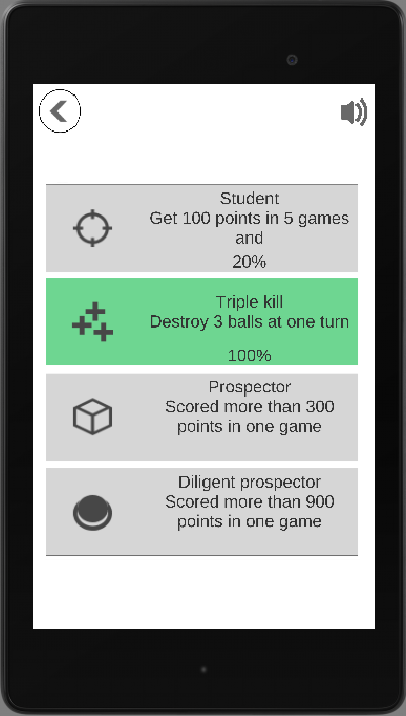 Student
Get 100 points in 5 games
and
20%
Triple kill
Destroy 3 balls at one turn
100%
Prospector
Scored more than 300
points in one game
Diligent prospector
Scored more than 900
points in one game